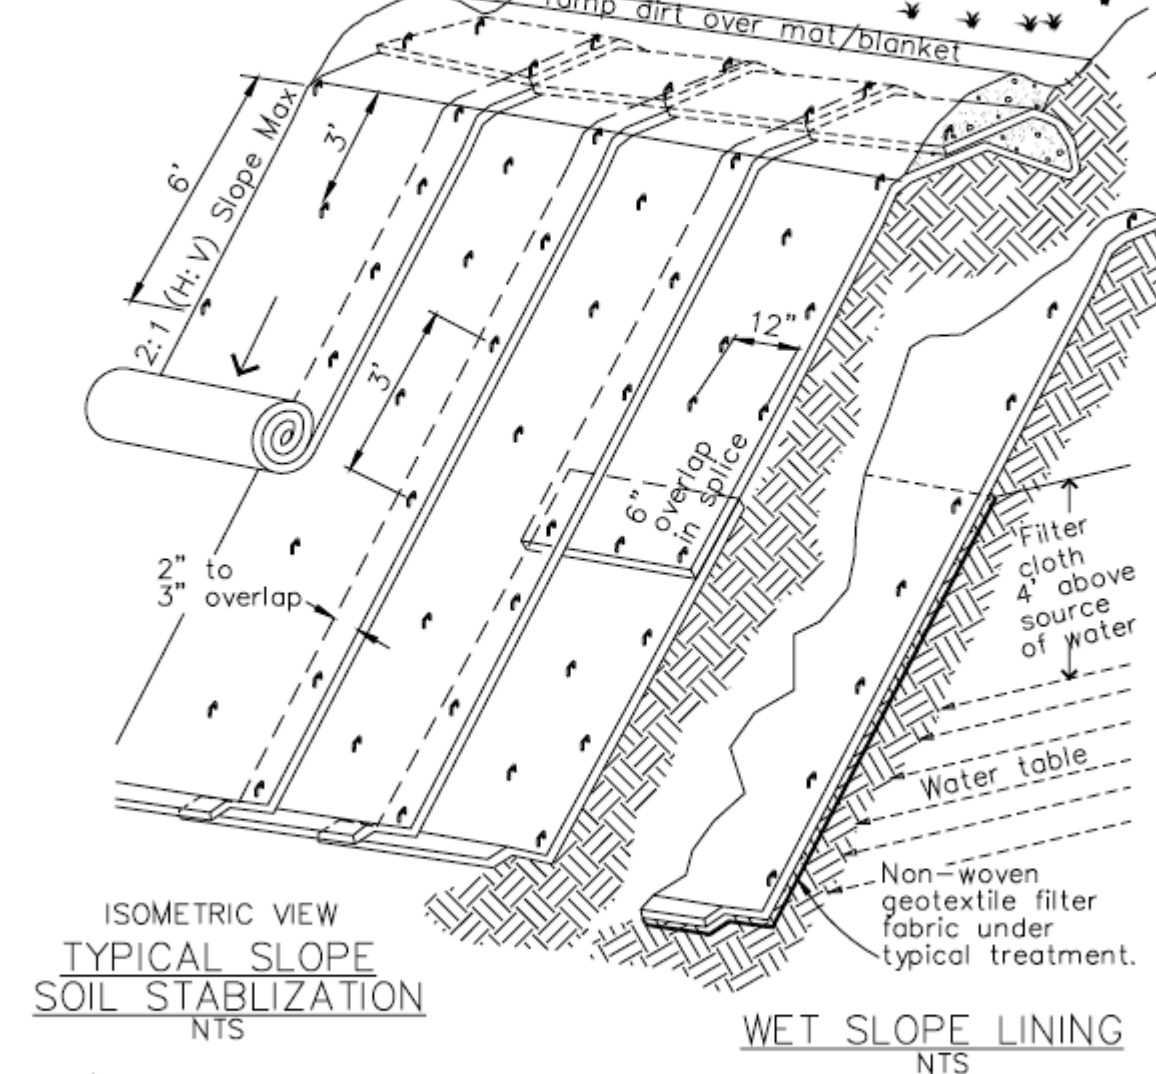 Tamp dirt over mat/blanket
6'
2:1 (H:V) Slope Max
3'
3'
12"
6"
overlap
in splice
2" to
3" overlap
Filter
cloth
4' above
source
of water
Water table
Non-woven
geotextile filter
fabric under
typical treatment.
ISOMETRIC VIEW
TYPICAL SLOPE
SOIL STABLIZATION
NTS
WET SLOPE LINING
NTS